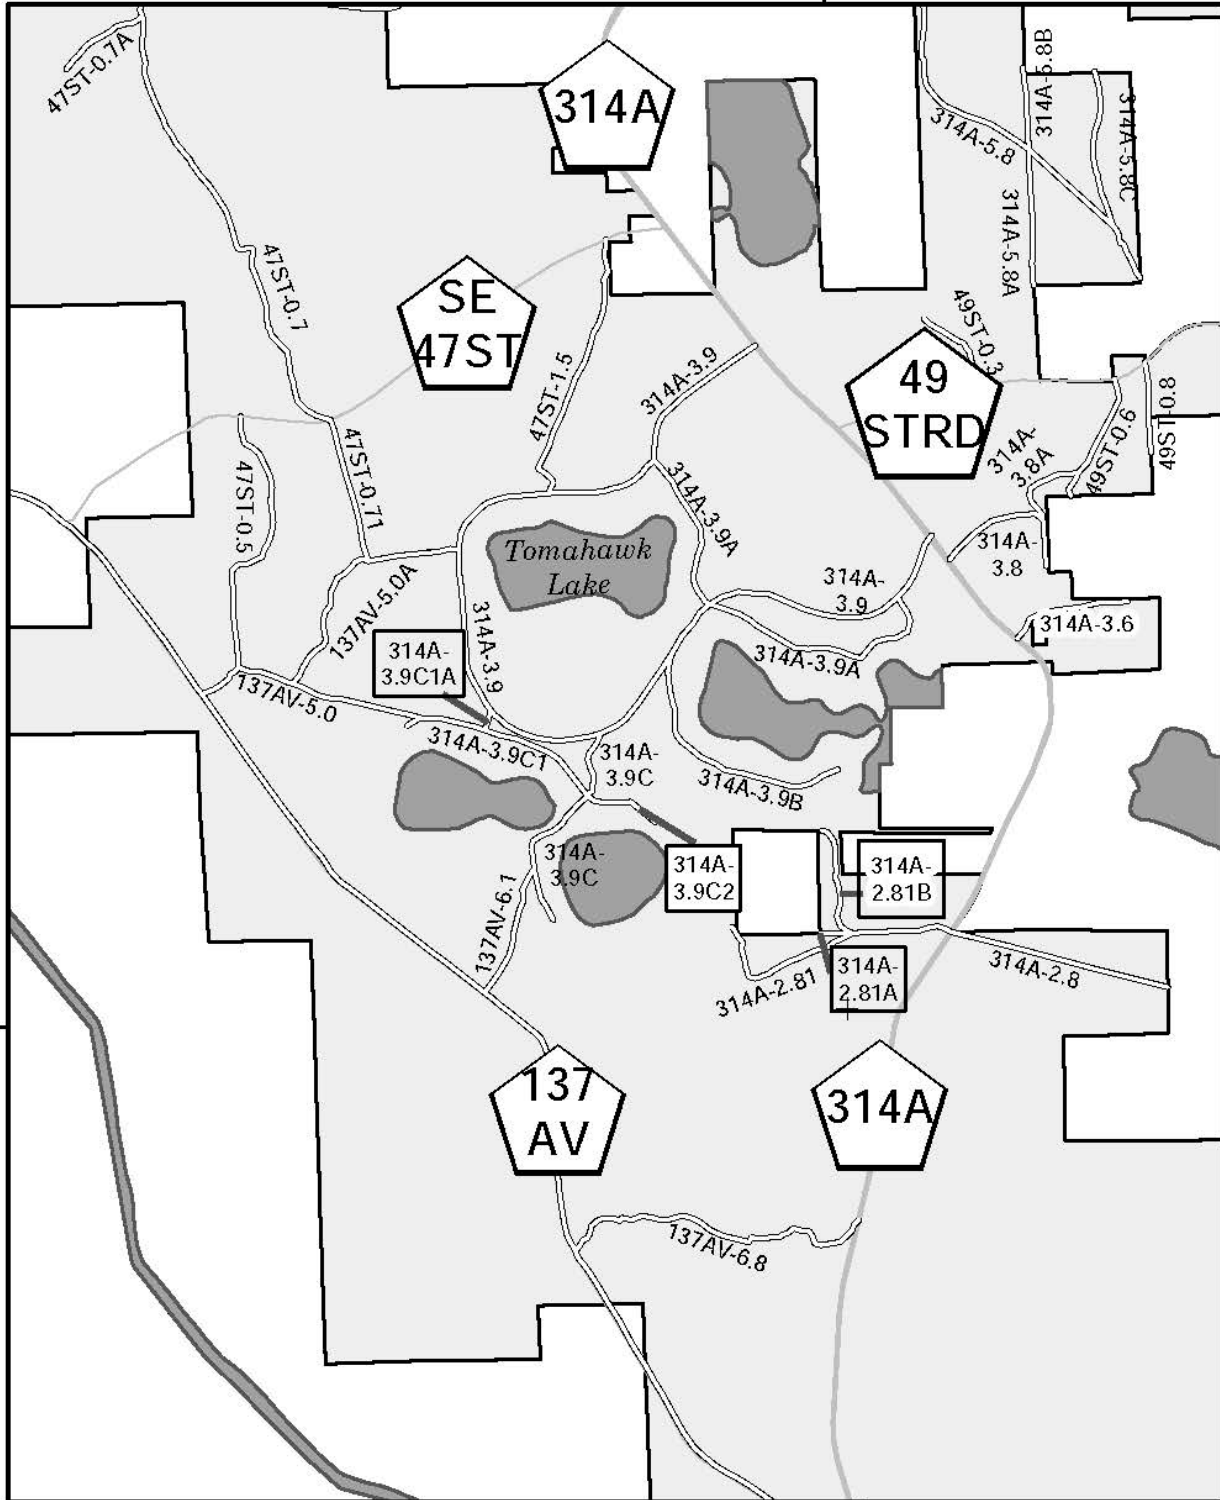 47ST-0.7A
314A
314A-5.8B
314A-5.8
314A-5.8C
314A-5.8A
47ST-0.7
SE
47ST
49ST-0.3
49
STRD
47ST-1.5
314A-3.9
49ST-0.8
49ST-0.6
314A-
3.8A
47ST-0.71
47ST-0.5
314A-3.9A
Tomahawk
Lake
314A-
3.8
137AV-5.0A
314A-
3.9
314A-3.6
314A-
3.9C1A
314A-3.9
314A-3.9A
137AV-5.0
314A-3.9C1
314A-
3.9C
314A-3.9B
314A-
3.9C
314A-
3.9C2
314A-
2.81B
137AV-6.1
314A-2.81
314A-
2.81A
314A-2.8
137
AV
314A
137AV-6.8